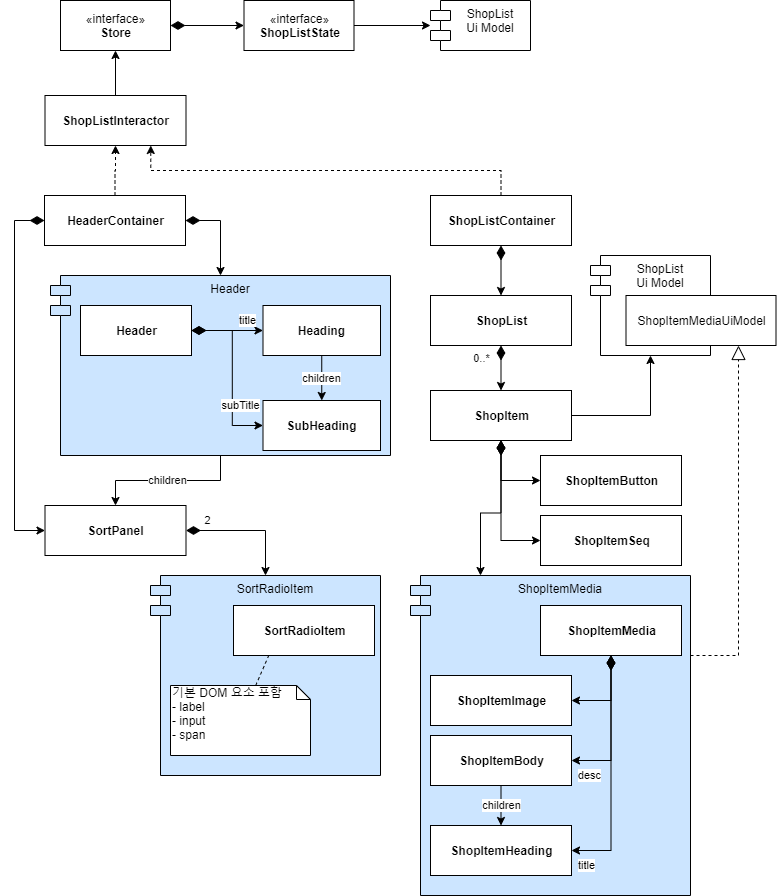 «interface»
Store
«interface»
ShopListState
ShopList
Ui Model
ShopListInteractor
HeaderContainer
ShopListContainer
Header
Header
title
Heading
children
subTitle
SubHeading
children
SortPanel
2
SortRadioItem
SortRadioItem
기본 DOM 요소 포함
- label
- input
- span
ShopList
0..*
ShopItem
ShopList
Ui Model
ShopItemMediaUiModel
ShopItemButton
ShopItemSeq
ShopItemMedia
ShopItemMedia
ShopItemImage
ShopItemBody
desc
children
ShopItemHeading
title